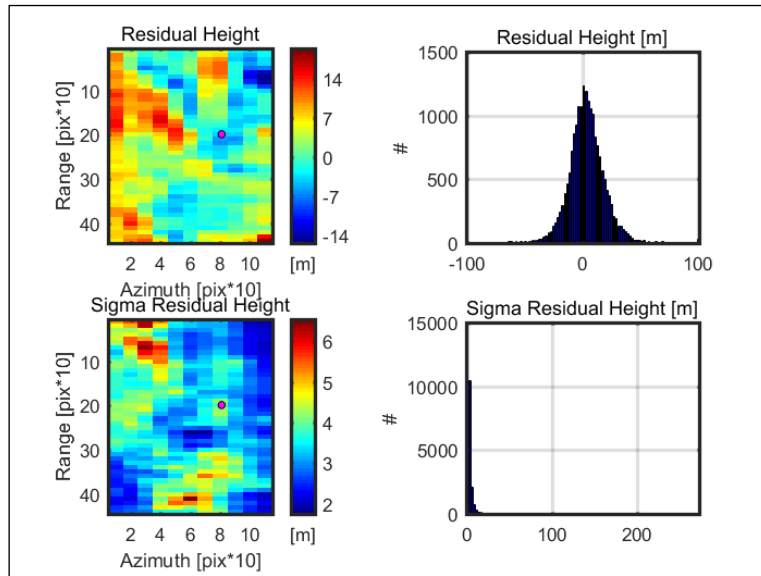 Residual Height
Range [pix*10]
10
20
30
40
2 4 6 8 10
Azimuth [pix*10]
14
7
0
-7
-14
[m]
Residual Height [m]
#
1500
1000
500
0
-100 0 100
Sigma Residual Height
Range [pix*10]
10
20
30
40
2 4 6 8 10
Azimuth [pix*10]
6
5
4
3
2
[m]
Sigma Residual Height [m]
#
15000
10000
5000
0
0 100 200